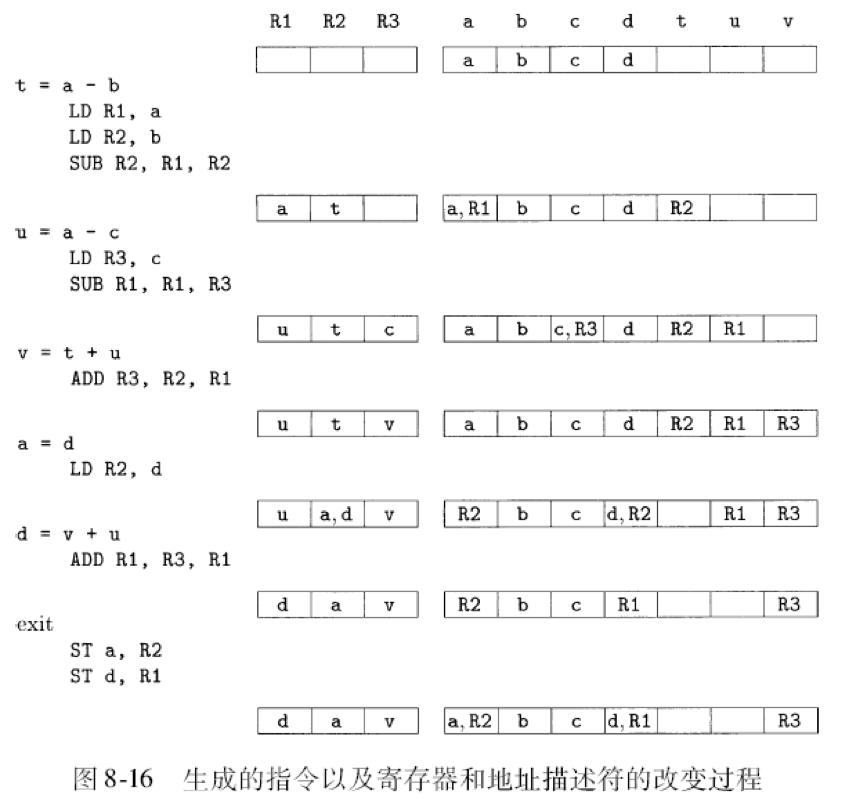 R1 R2 R3 a b c d t u v
a b c d
t = a - b
LD R1, a
LD R2, b
SUB R2, R1, R2
a t a,R1 b c d R2
u = a - c
LD R3, c
SUB R1, R1, R3
u t c a b c,R3 d R2 R1
v = t + u
ADD R3, R2, R1
u t v a b c d R2 R1 R3
a = d
LD R2, d
u a,d v R2 b c d,R2 R1 R3
d = v + u
ADD R1, R3, R1
d a v R2 b c R1 R3
exit
ST a, R2
ST d, R1
d a v a,R2 b c d,R1 R3
图 8-16 生成的指令以及寄存器和地址描述符的改变过程